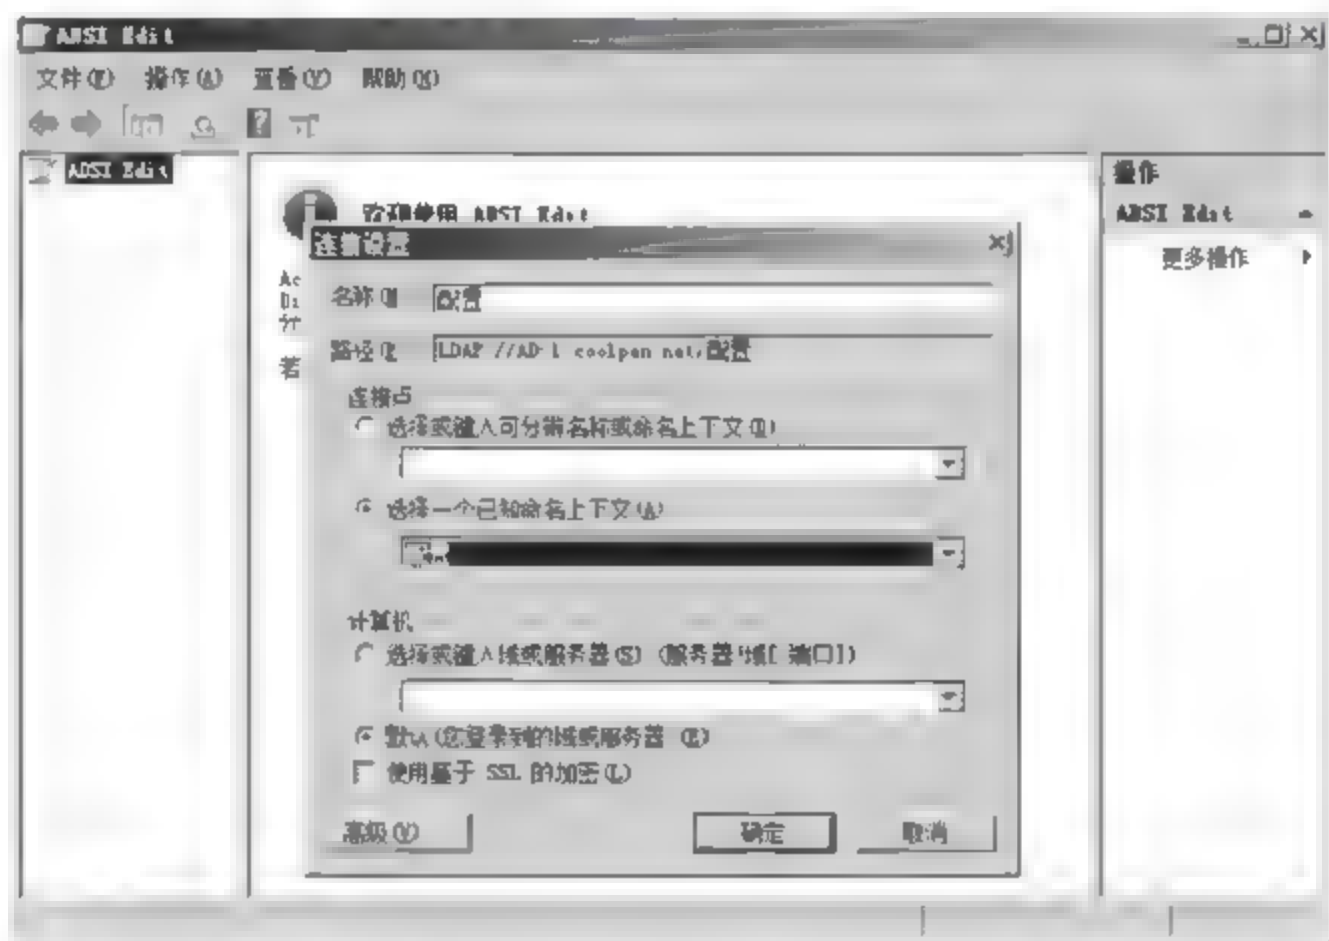 ADSI Edit
文件(F) 操作(A) 查看(V) 帮助(H)
ADSI Edit
操作
欢迎使用 ADSI Edit
ADSI Edit
更多操作
连接设置
名称(N)
配置
路径(P)
LDAP //AD-1 coolpen net/配置
若
连接点
选择或键入可分辨名称或命名上下文(D)
选择一个已知命名上下文(A)
计算机
选择或键入域或服务器(S) (服务器|域[ 端口])
默认(您登录到的域或服务器 (E)
使用基于 SSL 的加密(L)
高级(V)
确定
取消